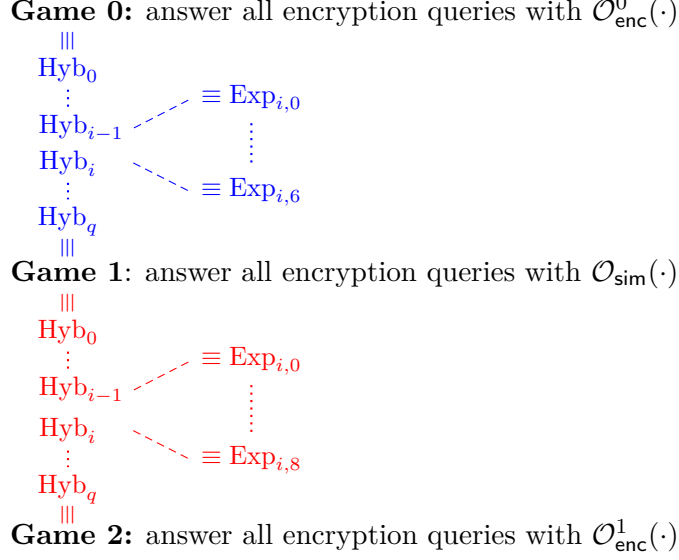 Game 0: answer all encryption queries with 𝒪⁰_enc(·)
≡
Hyb₀
⋮
Hyb_{i−1} ≡ Exp_{i,0}
⋮
Hyb_i ≡ Exp_{i,6}
⋮
Hyb_q
≡
Game 1: answer all encryption queries with 𝒪_sim(·)
≡
Hyb₀
⋮
Hyb_{i−1} ≡ Exp_{i,0}
⋮
Hyb_i ≡ Exp_{i,8}
⋮
Hyb_q
≡
Game 2: answer all encryption queries with 𝒪¹_enc(·)